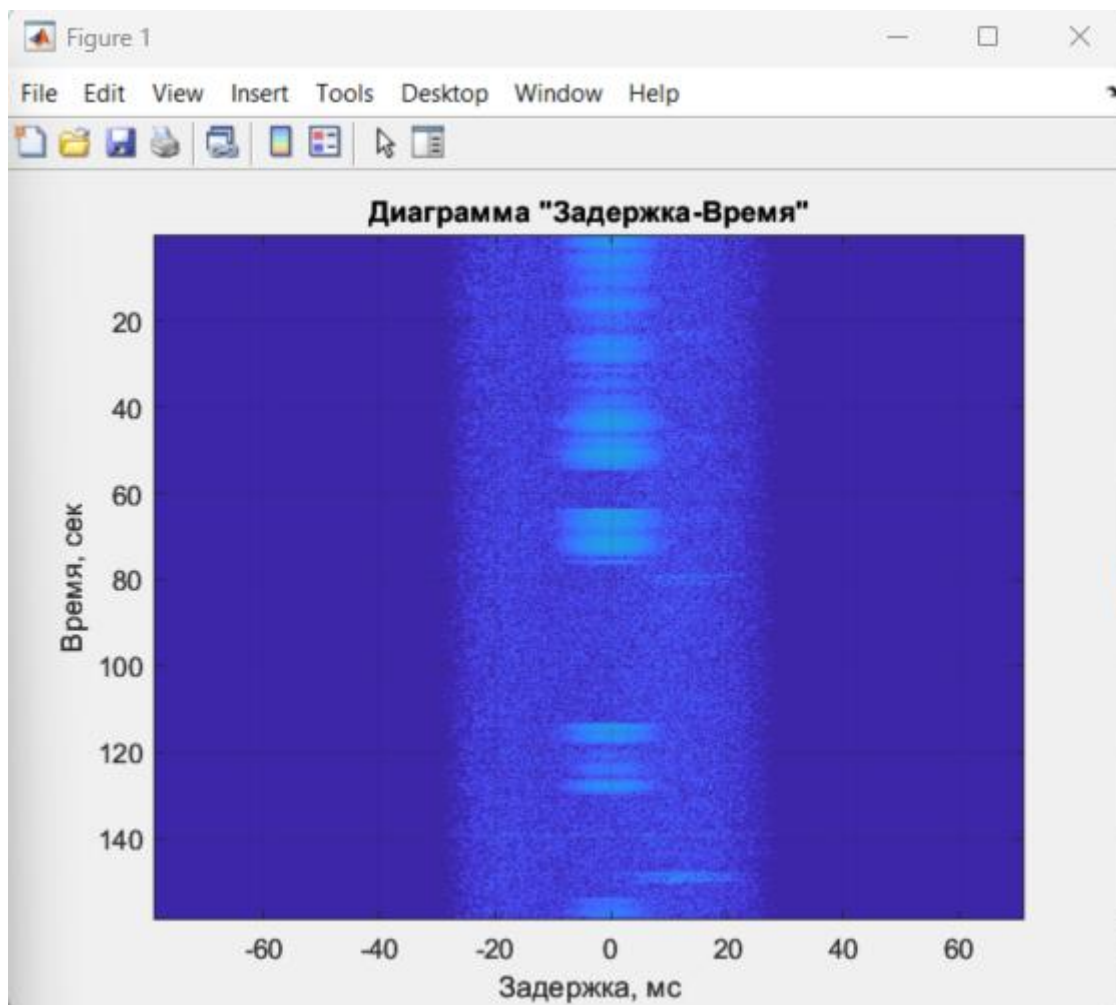 Figure 1
File Edit View Insert Tools Desktop Window Help
Диаграмма "Задержка-Время"
20
40
60
80
100
120
140
Время, сек
-60 -40 -20 0 20 40 60
Задержка, мс